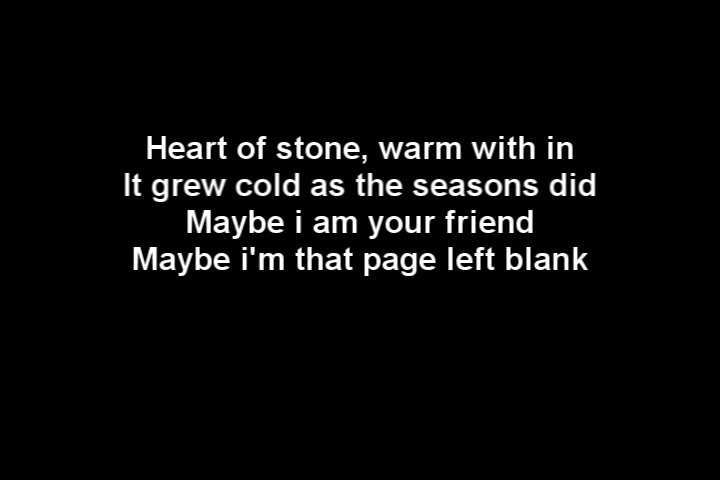 Heart of stone, warm with in
It grew cold as the seasons did
Maybe i am your friend
Maybe i'm that page left blank